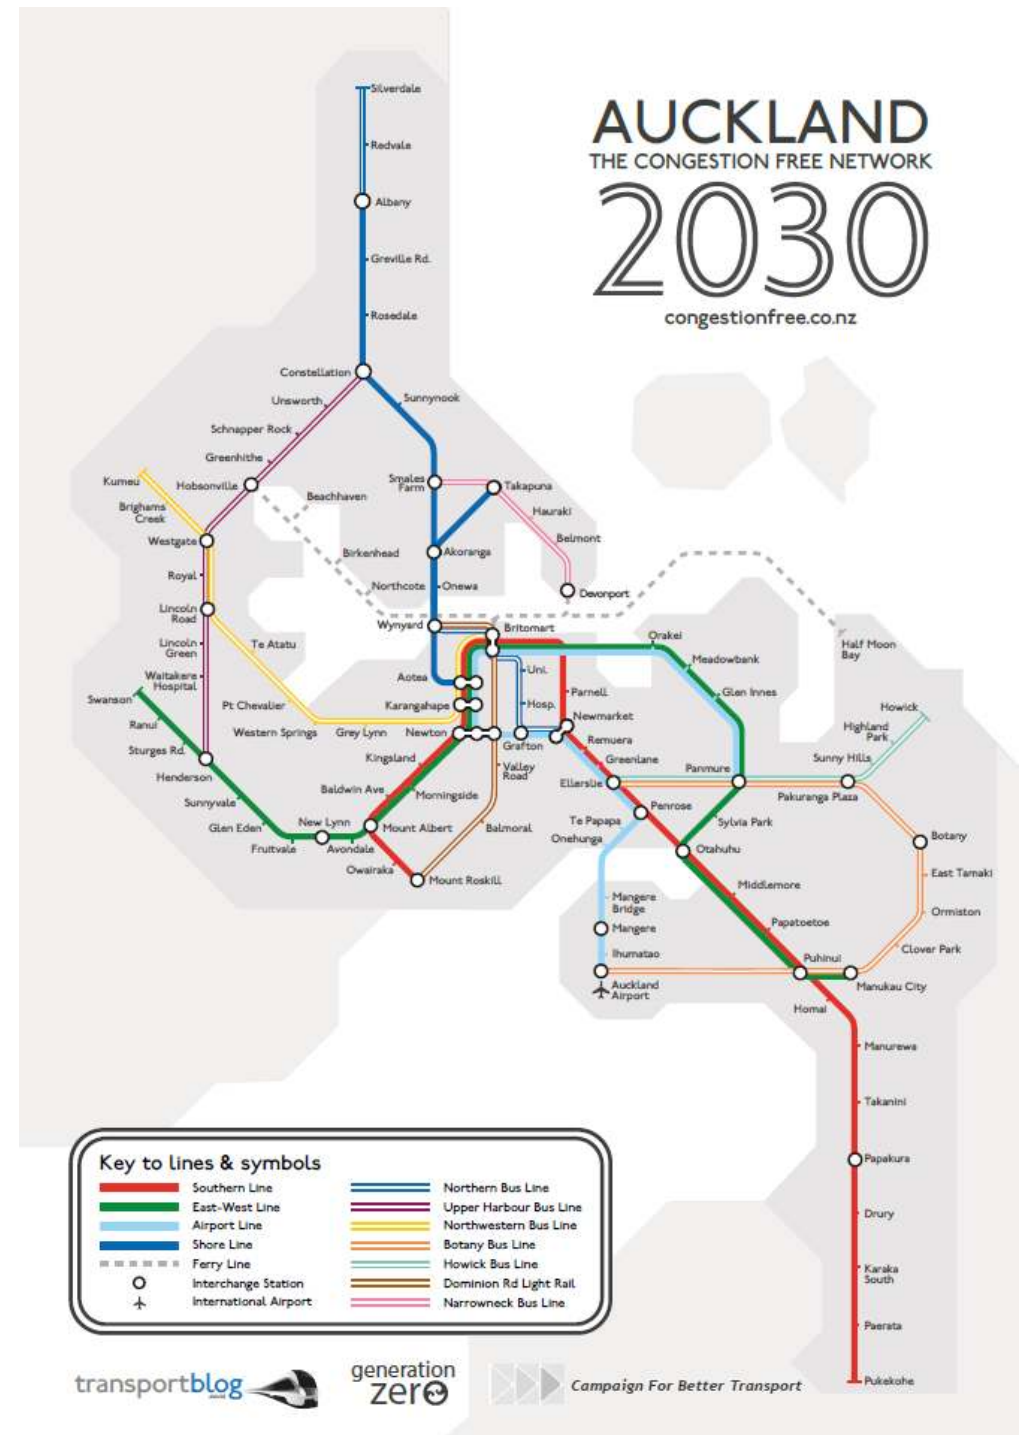 AUCKLAND
THE CONGESTION FREE NETWORK
2030
congestionfree.co.nz
Silverdale
Redvale
Albany
Greville Rd.
Rosedale
Constellation
Sunnynook
Unsworth
Schnapper Rock
Greenhithe
Hobsonville
Kumeu
Brighams
Creek
Westgate
Royal
Lincoln
Road
Lincoln
Green
Waitakere
Hospital
Te Atatu
Pt Chevalier
Western Springs
Grey Lynn
Newton
Smales
Farm
Takapuna
Hauraki
Belmont
Devonport
Akoranga
Beachhaven
Birkenhead
Northcote
Onewa
Wynyard
Britomart
Aotea
Karangahape
Uni.
Hosp.
Parnell
Newmarket
Grafton
Remuera
Greenlane
Ellerslie
Penrose
Te Papapa
Onehunga
Mangere
Bridge
Mangere
Ihumatao
Auckland
Airport
Orakei
Meadowbank
Glen Innes
Panmure
Sylvia Park
Otahuhu
Half Moon
Bay
Howick
Highland
Park
Sunny Hills
Pakuranga Plaza
Botany
East Tamaki
Ormiston
Clover Park
Manukau City
Middlemore
Papatoetoe
Puhinui
Homai
Manurewa
Takanini
Papakura
Drury
Karaka
South
Paerata
Pukekohe
Swanson
Ranui
Sturges Rd.
Henderson
Sunnyvale
Glen Eden
Fruitvale
New Lynn
Avondale
Mount Albert
Baldwin Ave
Morningside
Kingsland
Owairaka
Mount Roskill
Balmoral
Valley
Road
Key to lines & symbols
Southern Line
East-West Line
Airport Line
Shore Line
Ferry Line
Interchange Station
International Airport
Northern Bus Line
Upper Harbour Bus Line
Northwestern Bus Line
Botany Bus Line
Howick Bus Line
Dominion Rd Light Rail
Narrowneck Bus Line
transportblog
generation
zero
Campaign For Better Transport